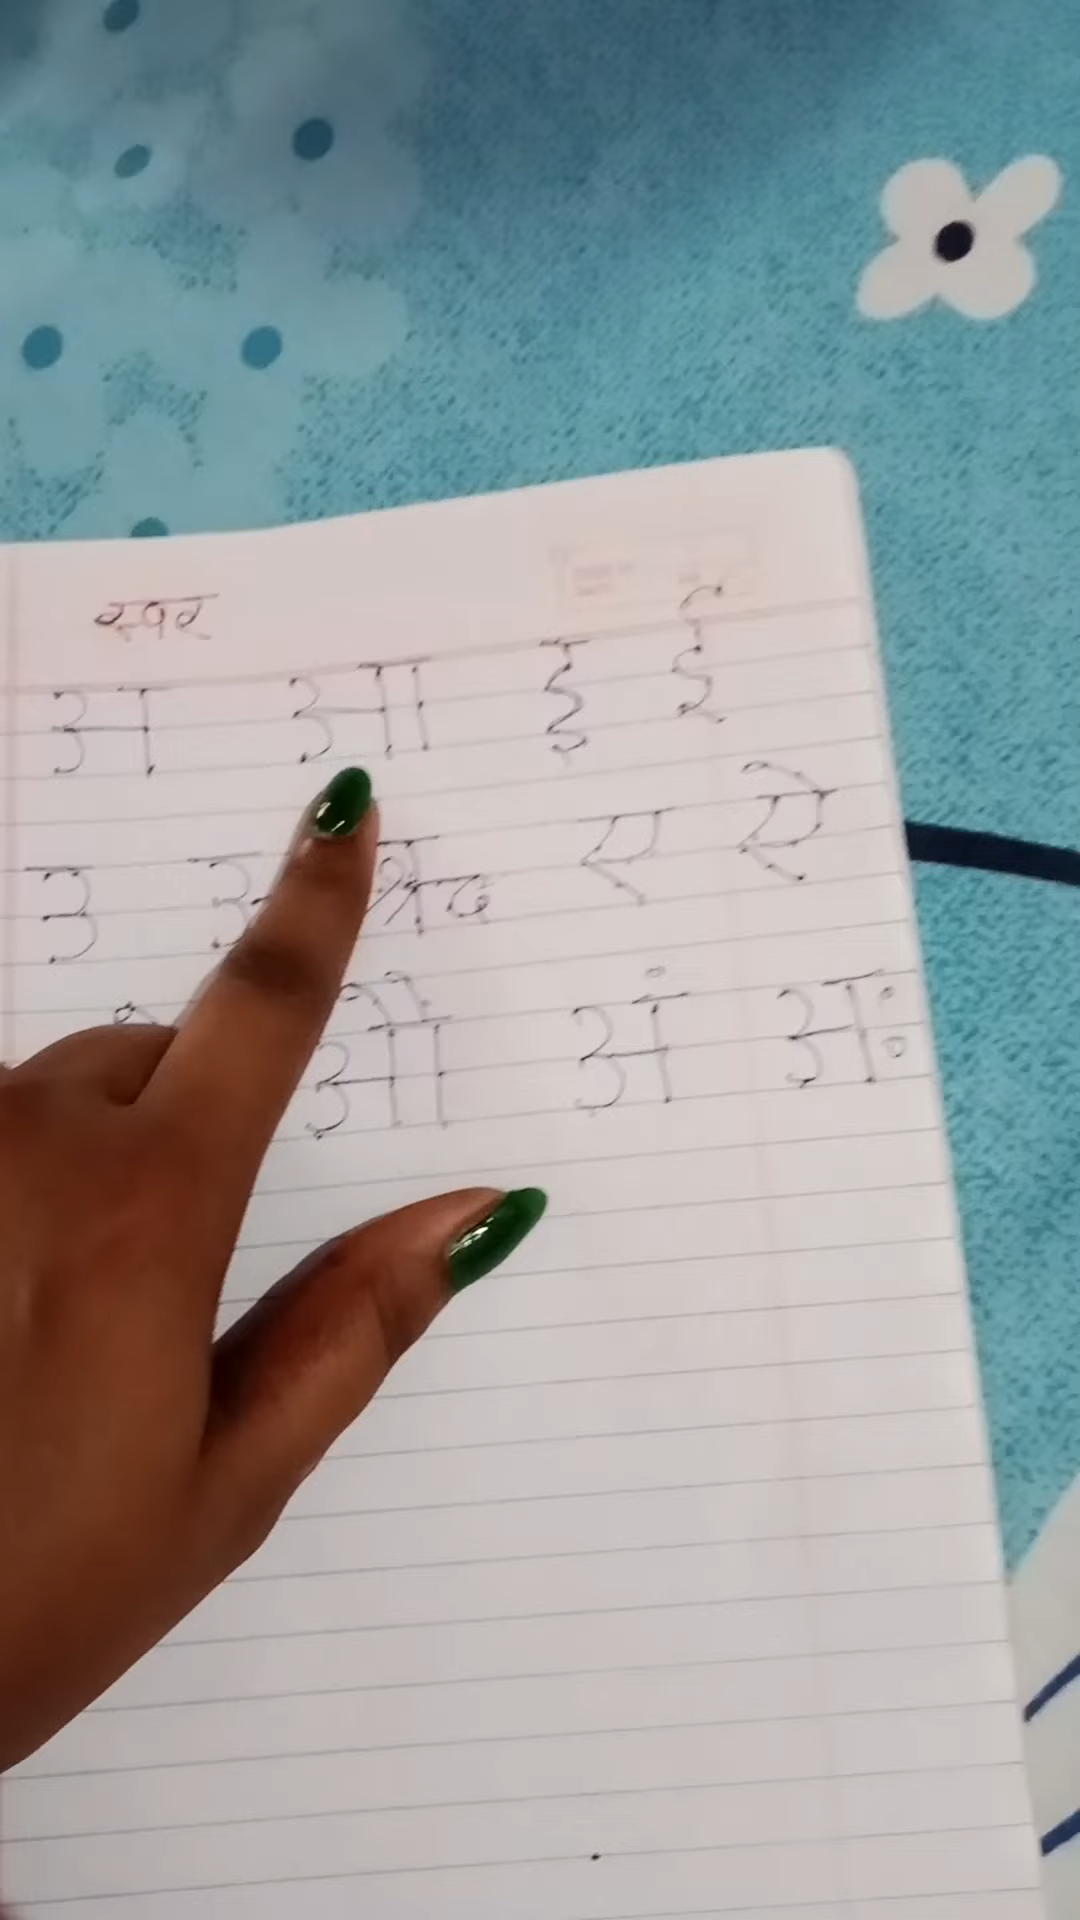 स्वर
अ आ इ ई
उ ऋ ए ऐ
औ अं अः